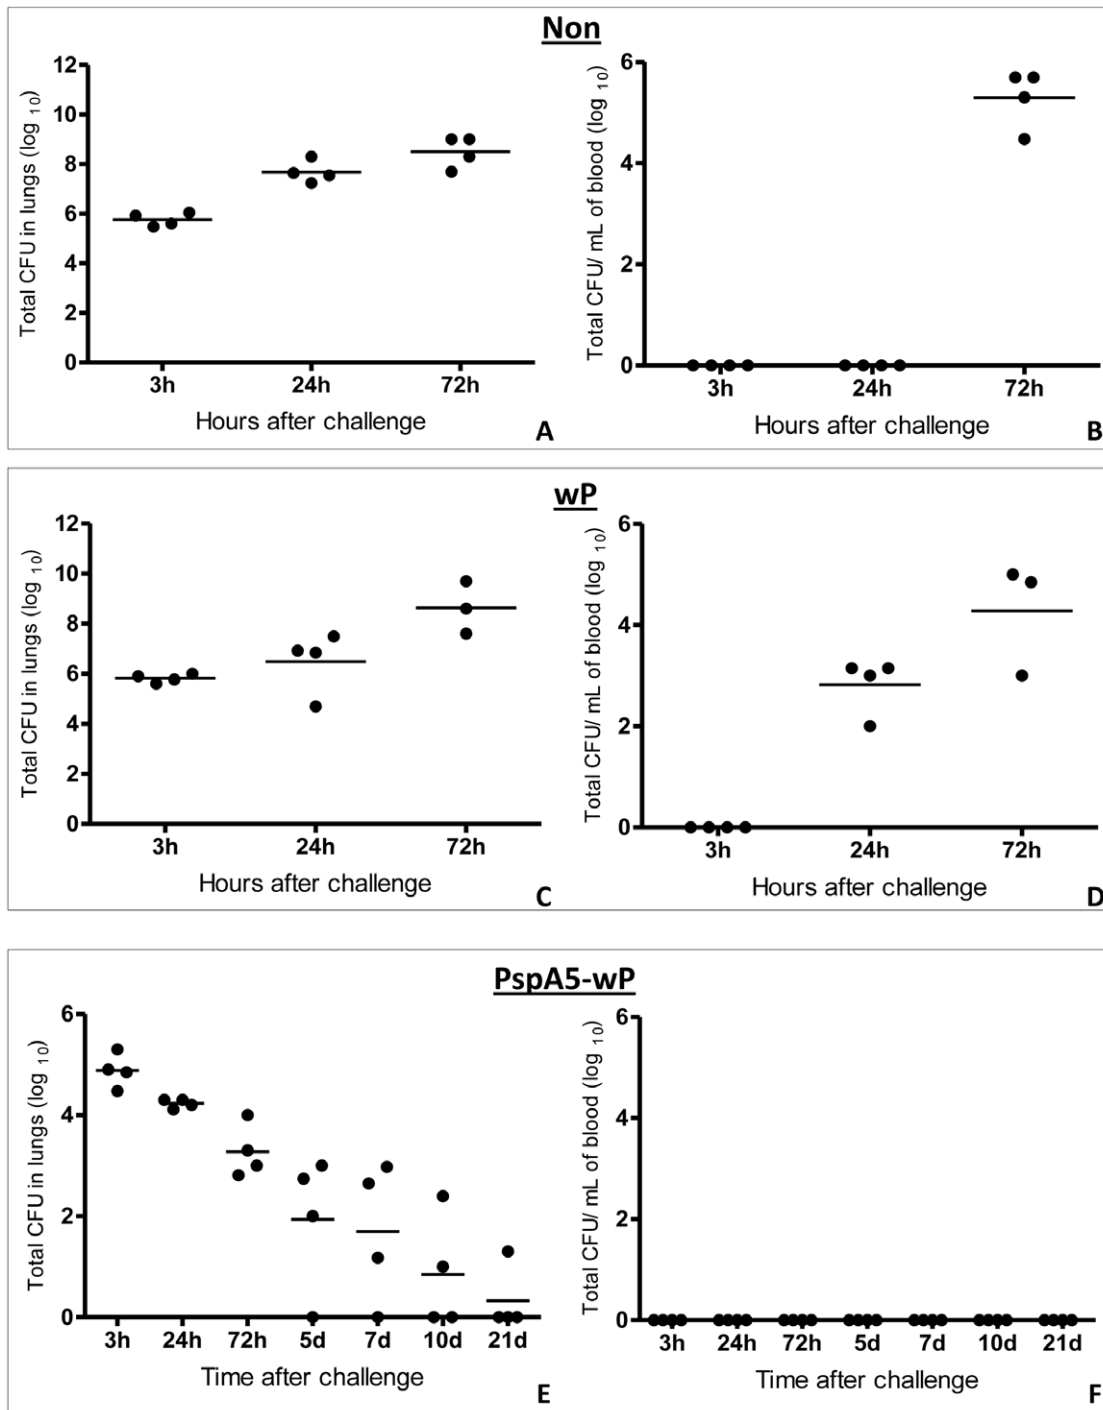 Non
Total CFU in lungs (log 10)
12
10
8
6
4
2
0
3h 24h 72h
Hours after challenge
A
Total CFU/ mL of blood (log 10)
6
4
2
0
3h 24h 72h
Hours after challenge
B
wP
Total CFU in lungs (log 10)
12
10
8
6
4
2
0
3h 24h 72h
Hours after challenge
C
Total CFU/ mL of blood (log 10)
6
4
2
0
3h 24h 72h
Hours after challenge
D
PspA5-wP
Total CFU in lungs (log 10)
6
4
2
0
3h 24h 72h 5d 7d 10d 21d
Time after challenge
E
Total CFU/ mL of blood (log 10)
6
4
2
0
3h 24h 72h 5d 7d 10d 21d
Time after challenge
F